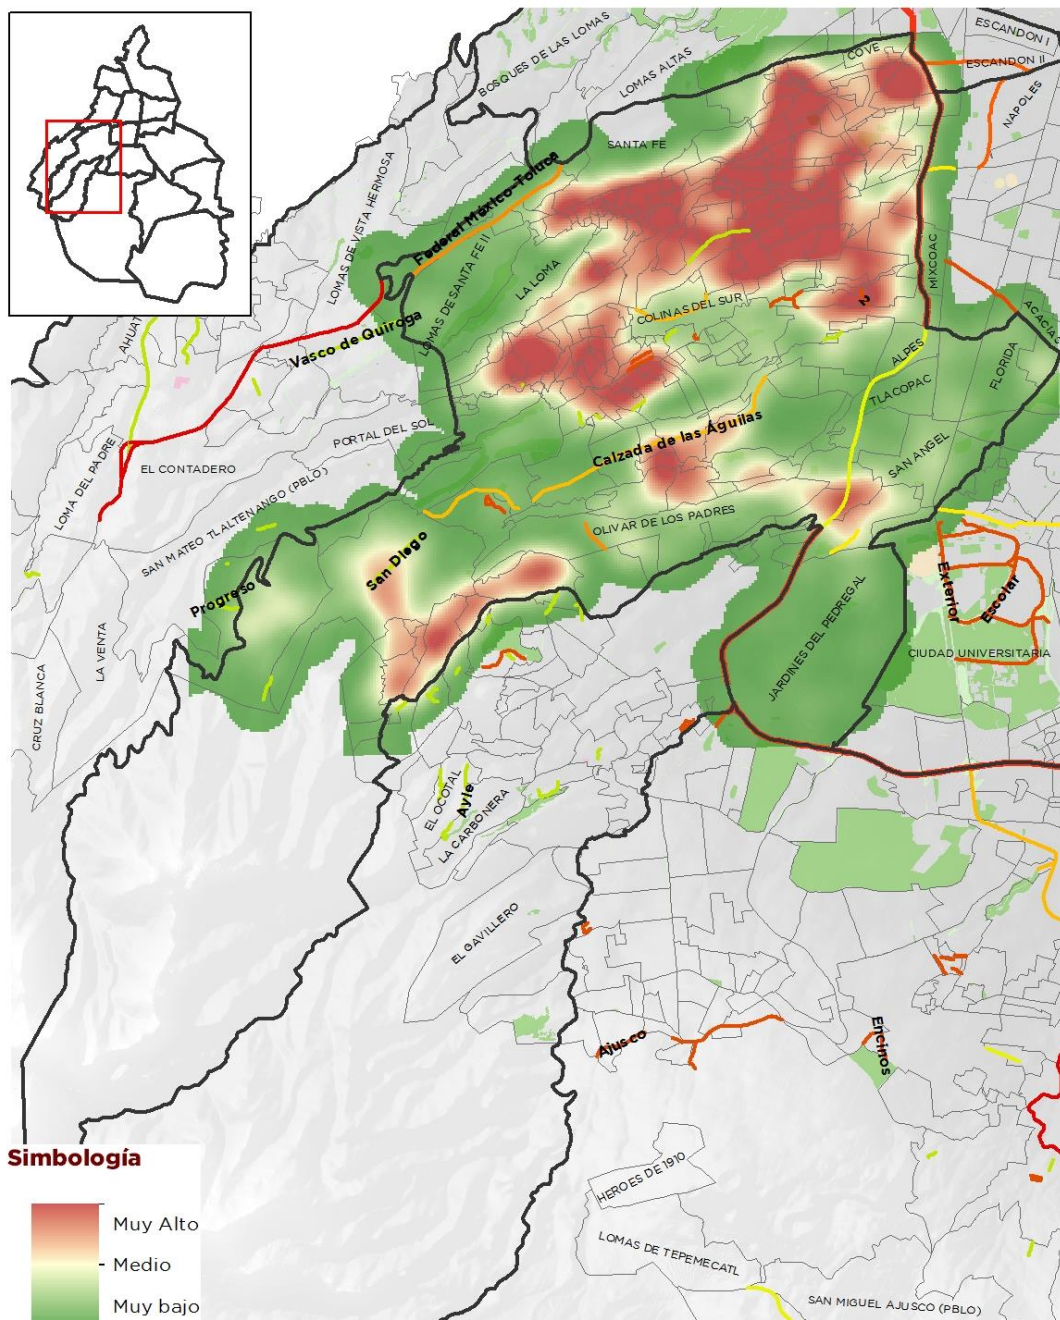 ESCANDON I
ESCANDON II
COVE
BOSQUES DE LAS LOMAS
LOMAS ALTAS
NAPOLES
SANTA FE
LOMAS DE VISTA HERMOSA
Federal México-Toluca
LOMAS DE SANTA FE II
LA LOMA
MIXCOAC
COLINAS DEL SUR
2
ACACIAS
AHUAT
Vasco de Quiroga
ALPES
FLORIDA
TLACOPAC
PORTAL DEL SOL
Calzada de las Águilas
SAN ANGEL
LOMA DEL PADRE
EL CONTADERO
SAN MATEO TLALTENANGO (PBLO)
OLIVAR DE LOS PADRES
San Diego
Progreso
Exterior
Escolar
LA VENTA
JARDINES DEL PEDREGAL
CIUDAD UNIVERSITARIA
CRUZ BLANCA
EL OCOTAL
Ayle
LA CARBONERA
EL GAVILLERO
Ajusco
Encinos
Simbología
HEROES DE 1910
Muy Alto
Medio
Muy bajo
LOMAS DE TEPEMECATL
SAN MIGUEL AJUSCO (PBLO)